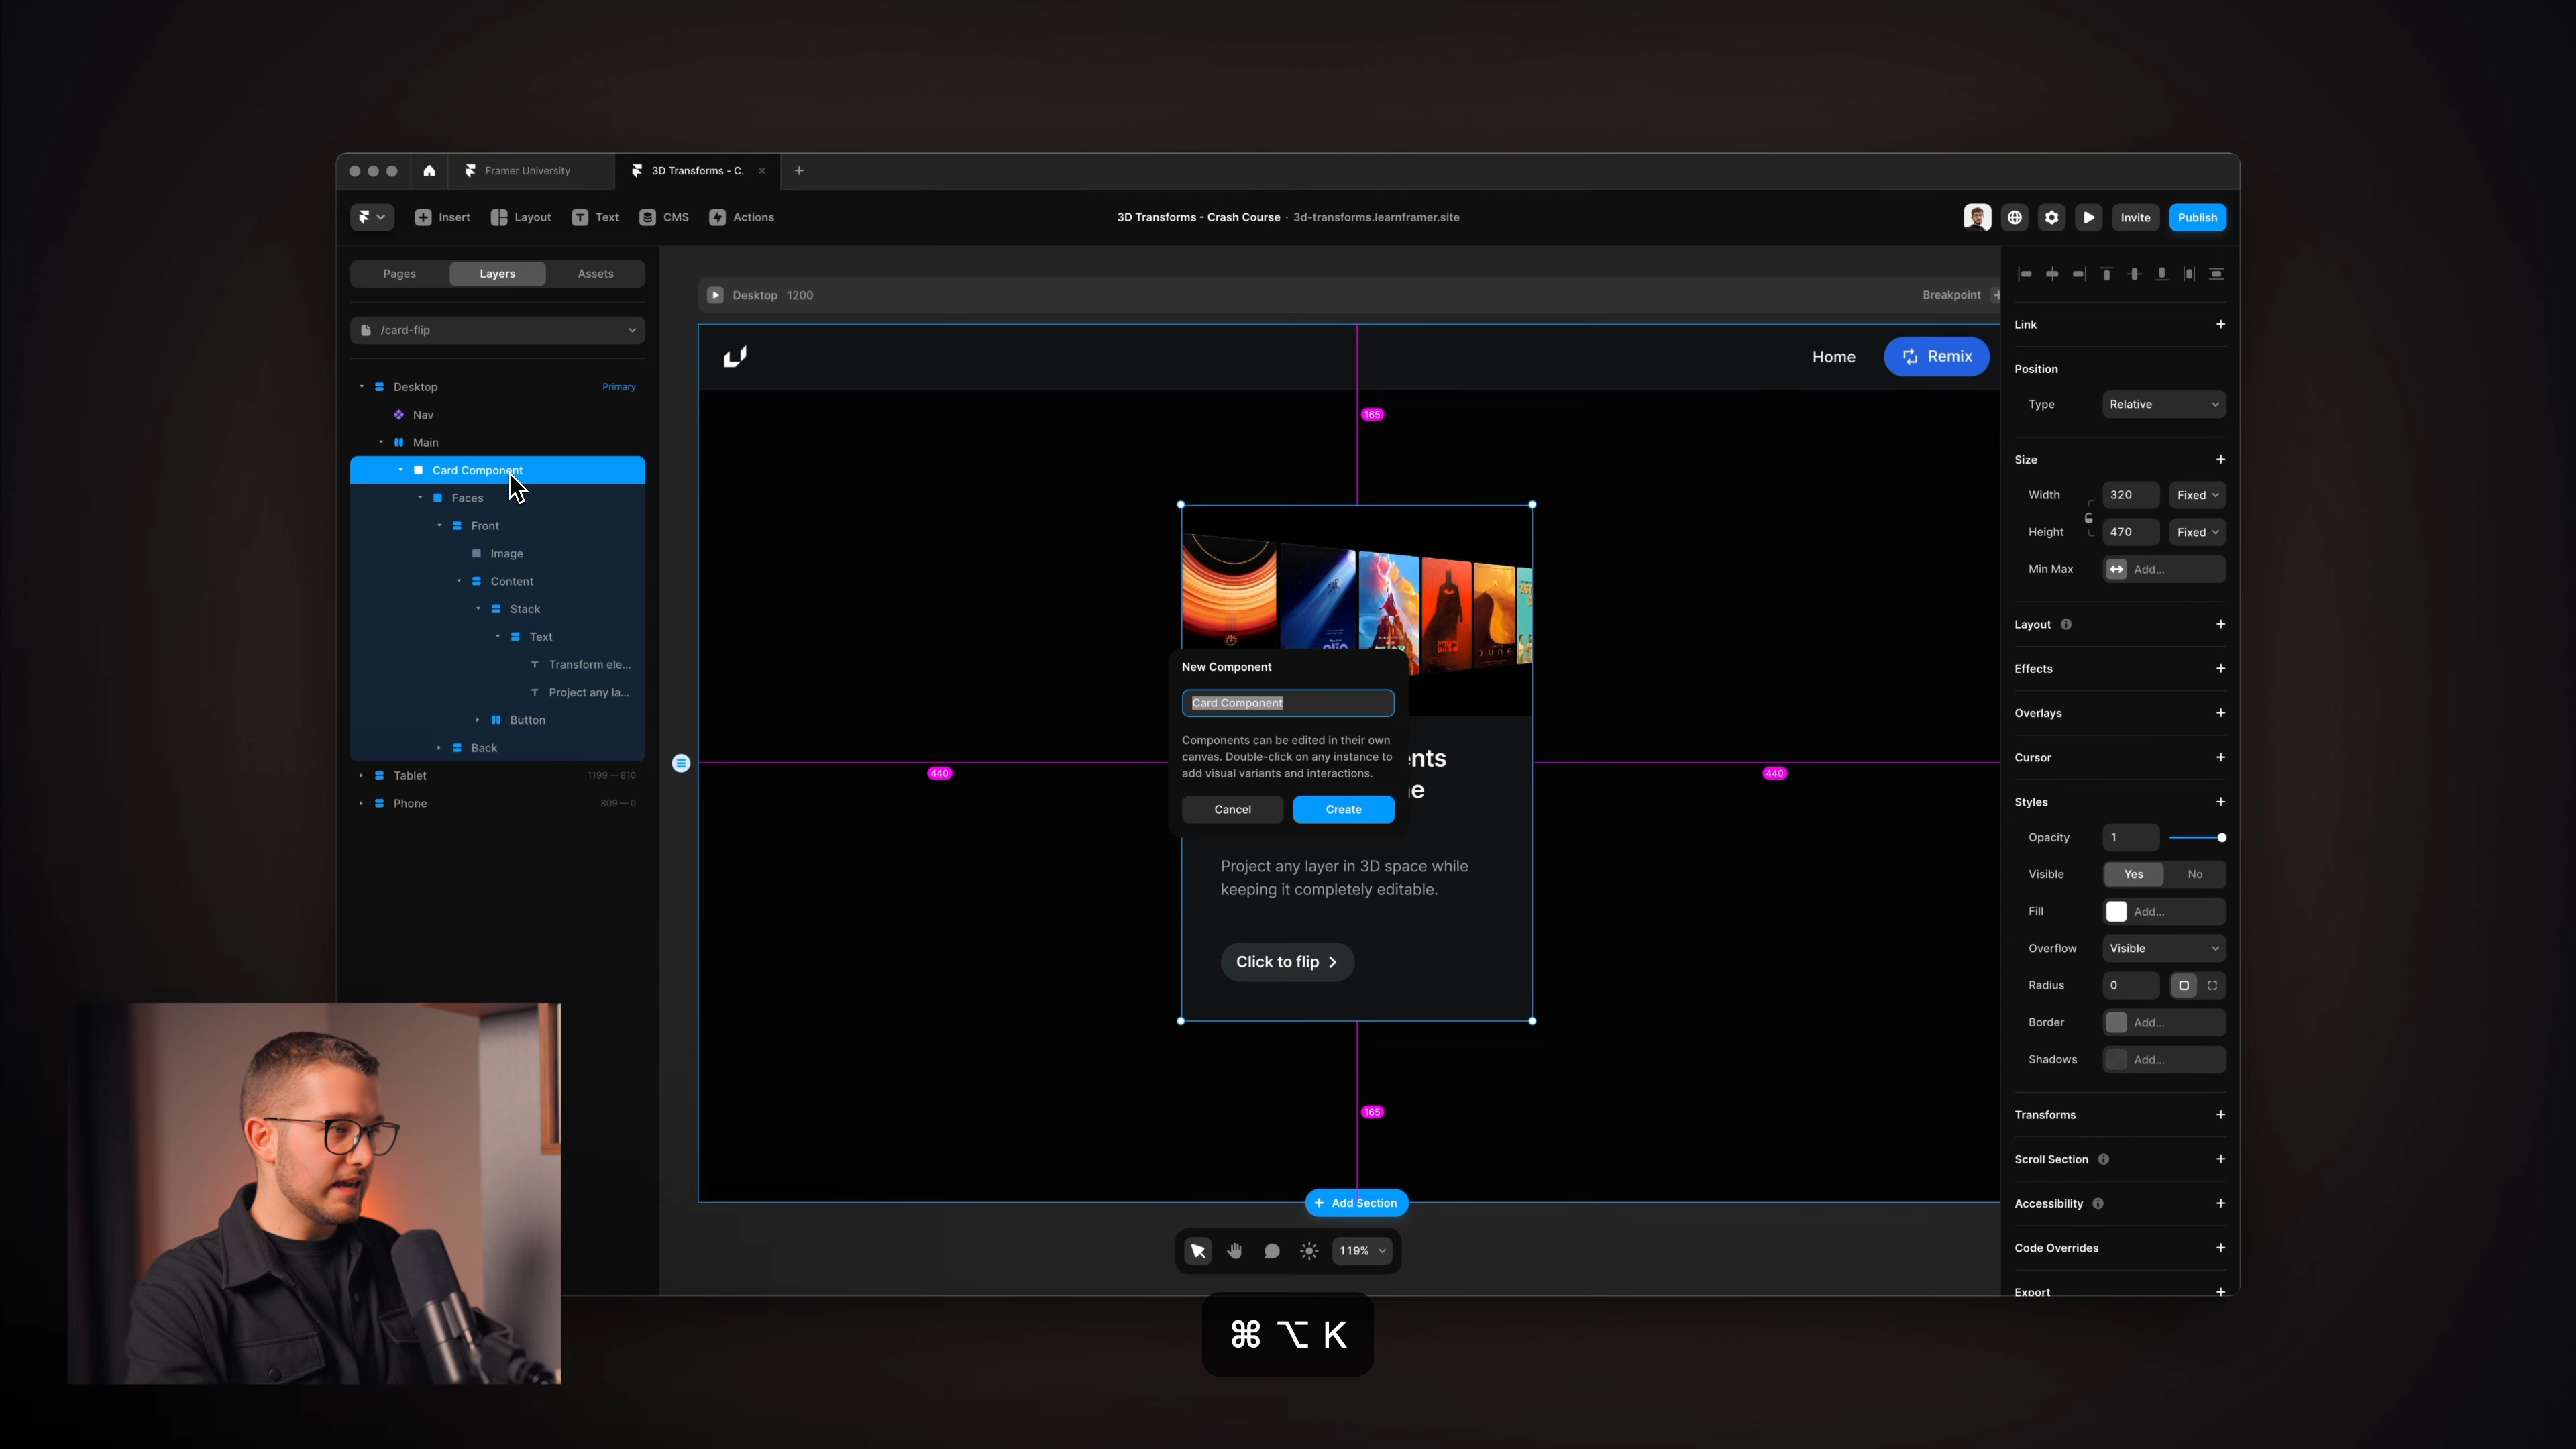 Framer University
3D Transforms - C.
Insert
Layout
Text
CMS
Actions
3D Transforms - Crash Course · 3d-transforms.learnframer.site
Invite
Publish
Pages
Layers
Assets
/card-flip
Desktop
Primary
Nav
Main
Card Component
Faces
Front
Image
Content
Stack
Text
Transform ele...
Project any la...
Button
Back
Tablet
1199 — 810
Phone
809 — 0
Desktop 1200
Breakpoint
Home
Remix
165
440
440
165
New Component
Card Component
Components can be edited in their own
canvas. Double-click on any instance to
add visual variants and interactions.
Cancel
Create
nts
e
Project any layer in 3D space while
keeping it completely editable.
Click to flip
Add Section
119%
⌘ ⌥ K
Link
Position
Type
Relative
Size
Width
320
Fixed
Height
470
Fixed
Min Max
Add...
Layout
Effects
Overlays
Cursor
Styles
Opacity
1
Visible
Yes
No
Fill
Add...
Overflow
Visible
Radius
0
Border
Add...
Shadows
Add...
Transforms
Scroll Section
Accessibility
Code Overrides
Export